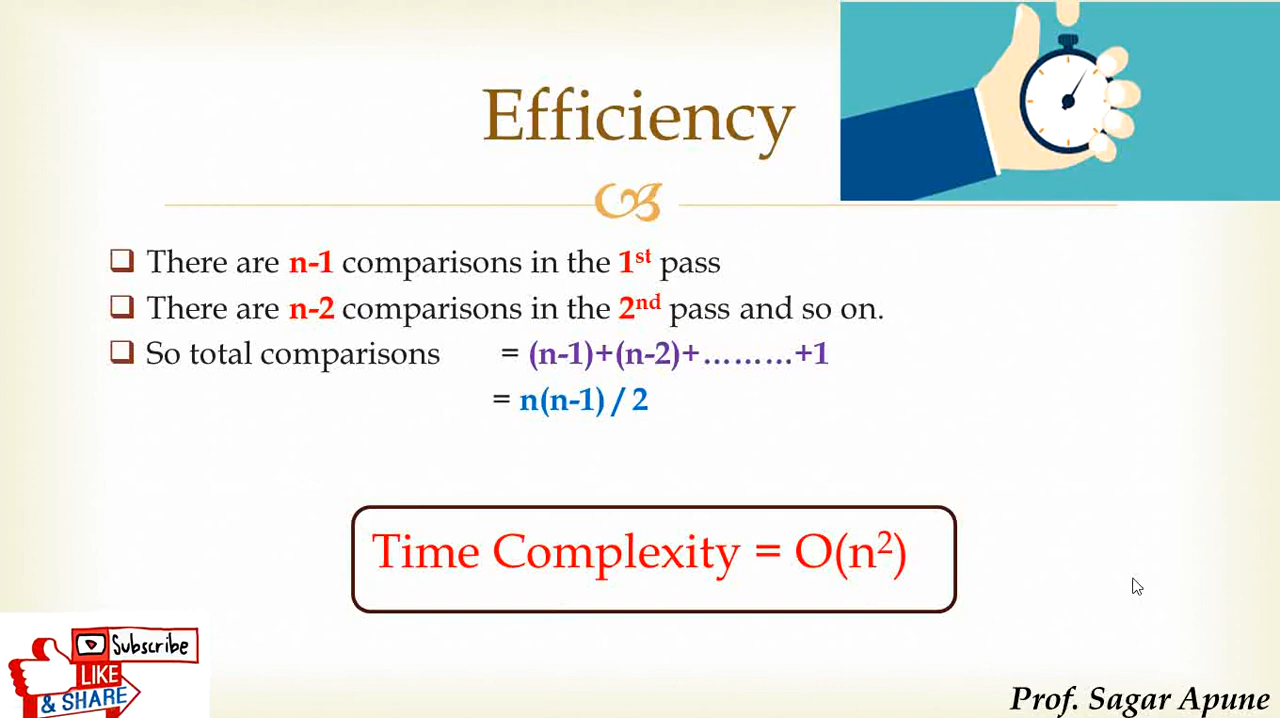 Efficiency
There are n-1 comparisons in the 1st pass
There are n-2 comparisons in the 2nd pass and so on.
So total comparisons = (n-1)+(n-2)+………+1
= n(n-1) / 2
Time Complexity = O(n²)
Subscribe
LIKE
& SHARE
Prof. Sagar Apune